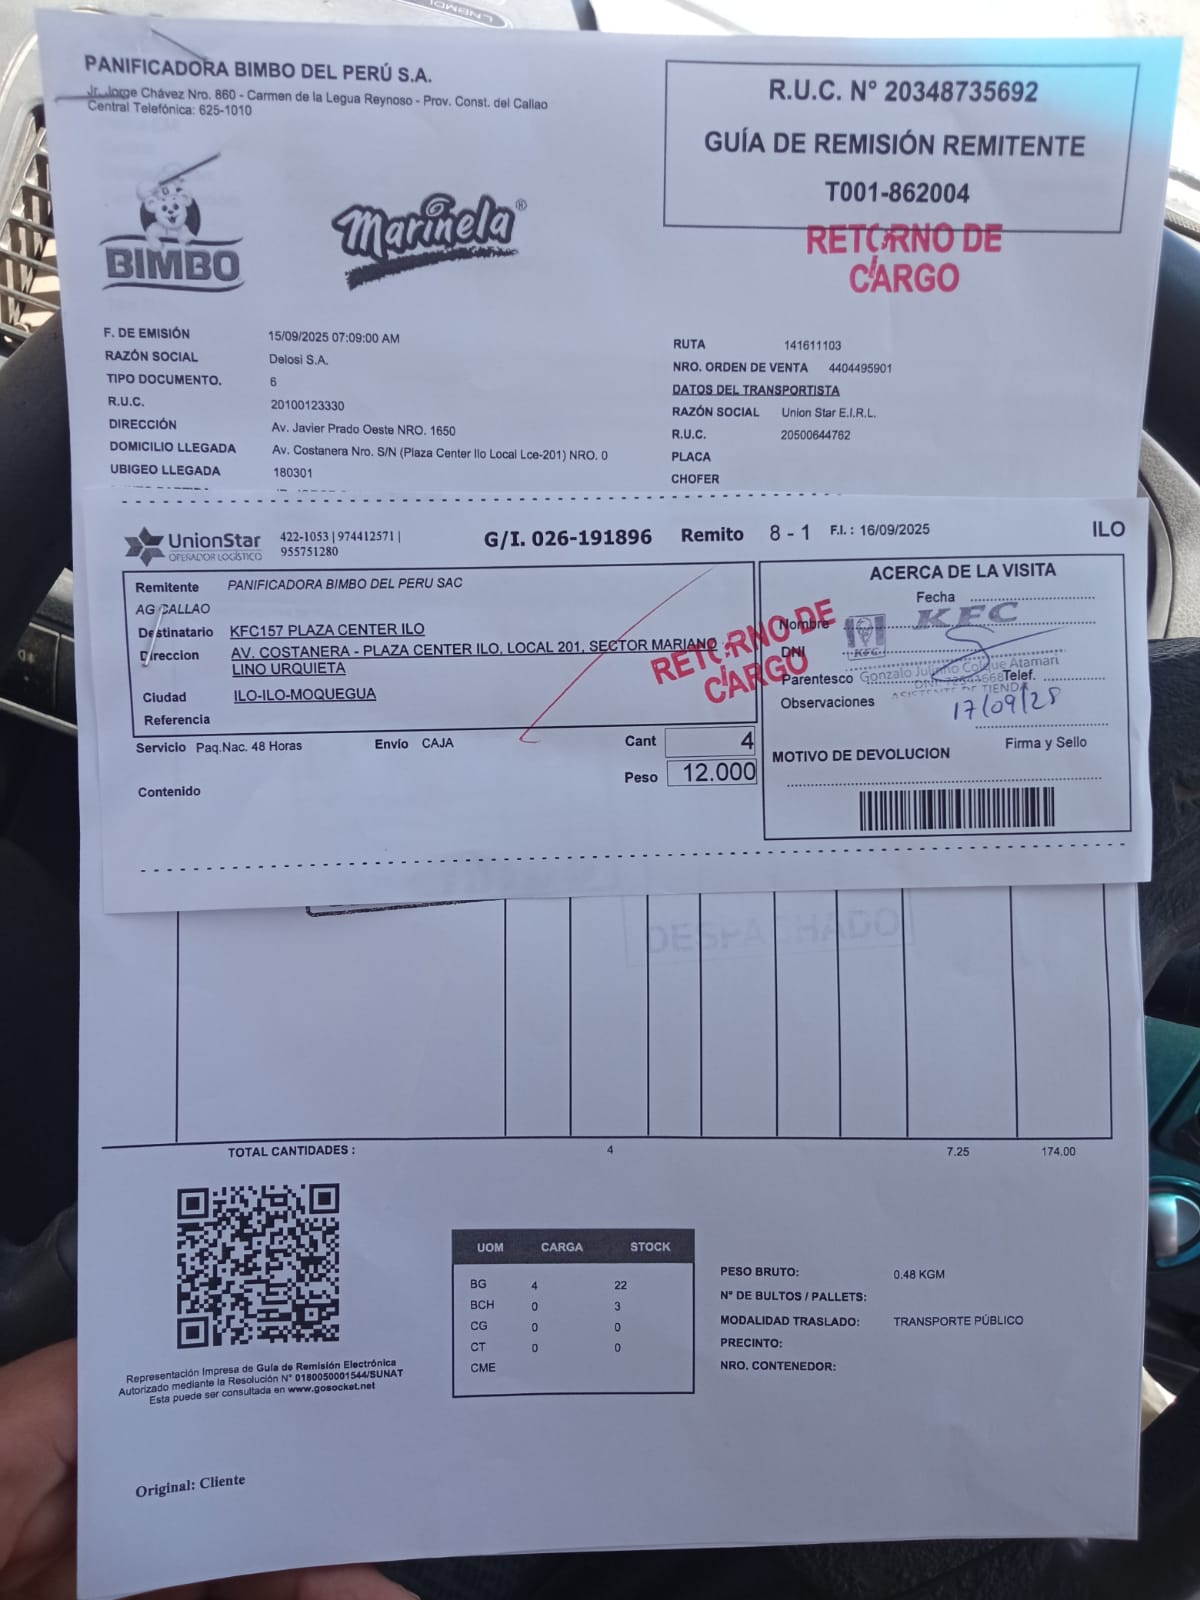 PANIFICADORA BIMBO DEL PERÚ S.A.
Jr. Jorge Chávez Nro. 860 - Carmen de la Legua Reynoso - Prov. Const. del Callao
Central Telefónica: 625-1010
R.U.C. N° 20348735692
GUÍA DE REMISIÓN REMITENTE
T001-862004
RETORNO DE
CARGO
BIMBO
Marinela®
F. DE EMISIÓN 15/09/2025 07:09:00 AM
RAZÓN SOCIAL Delosi S.A.
TIPO DOCUMENTO. 6
R.U.C. 20100123330
DIRECCIÓN Av. Javier Prado Oeste NRO. 1650
DOMICILIO LLEGADA Av. Costanera Nro. S/N (Plaza Center Ilo Local Lce-201) NRO. 0
UBIGEO LLEGADA 180301
RUTA 141611103
NRO. ORDEN DE VENTA 4404495901
DATOS DEL TRANSPORTISTA
RAZÓN SOCIAL Union Star E.I.R.L.
R.U.C. 20500644762
PLACA
CHOFER
UnionStar
OPERADOR LOGÍSTICO
422-1053 | 974412571 |
955751280
G/I. 026-191896 Remito 8 - 1 F.I.: 16/09/2025 ILO
Remitente PANIFICADORA BIMBO DEL PERU SAC
AG CALLAO
Destinatario KFC157 PLAZA CENTER ILO
Direccion AV. COSTANERA - PLAZA CENTER ILO, LOCAL 201, SECTOR MARIANO
LINO URQUIETA
Ciudad ILO-ILO-MOQUEGUA
Referencia
Servicio Paq.Nac. 48 Horas Envío CAJA Cant 4
Peso 12.000
Contenido
RETORNO DE
CARGO
ACERCA DE LA VISITA
Fecha
KFC
Nombre
KFC
DNI
Parentesco Gonzalo Colque Atamari
Telef.
ASISTENTE DE TIENDA
Observaciones
17/09/25
Firma y Sello
MOTIVO DE DEVOLUCION
DESPACHADO
TOTAL CANTIDADES : 4 7.25 174.00
UOM CARGA STOCK
BG 4 22
BCH 0 3
CG 0 0
CT 0 0
CME
PESO BRUTO: 0.48 KGM
N° DE BULTOS / PALLETS:
MODALIDAD TRASLADO: TRANSPORTE PÚBLICO
PRECINTO:
NRO. CONTENEDOR:
Representación Impresa de Guía de Remisión Electrónica
Autorizado mediante la Resolución N° 0180050001544/SUNAT
Esta puede ser consultada en www.gosocket.net
Original: Cliente